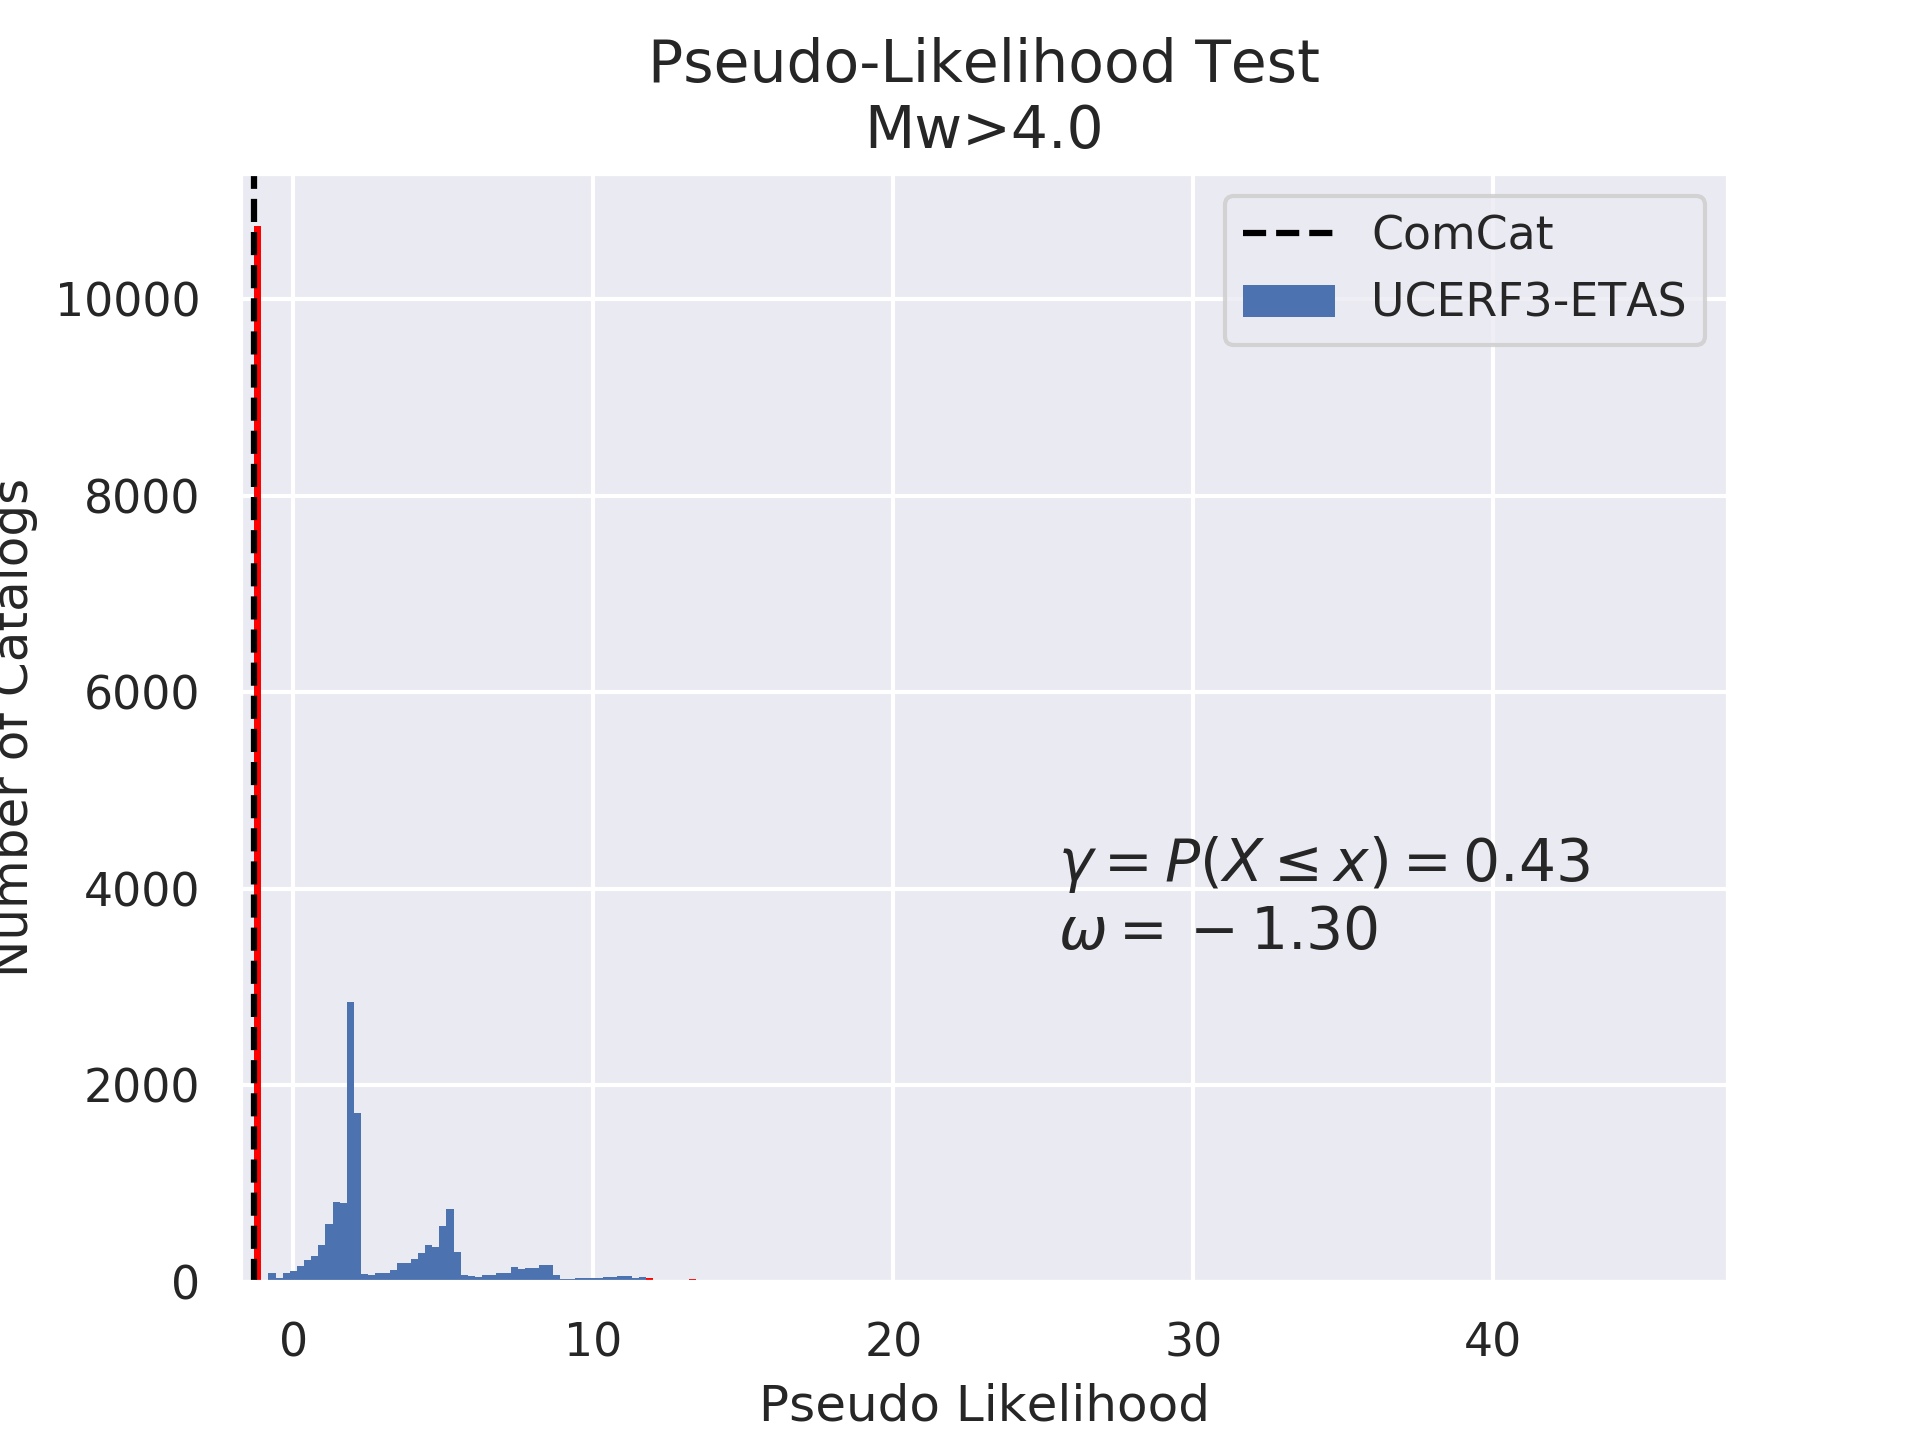 Pseudo-Likelihood Test
Mw>4.0
ComCat
UCERF3-ETAS
10000
8000
6000
4000
2000
0
Number of Catalogs
γ = P(X ≤ x) = 0.43
ω = − 1.30
0 10 20 30 40
Pseudo Likelihood